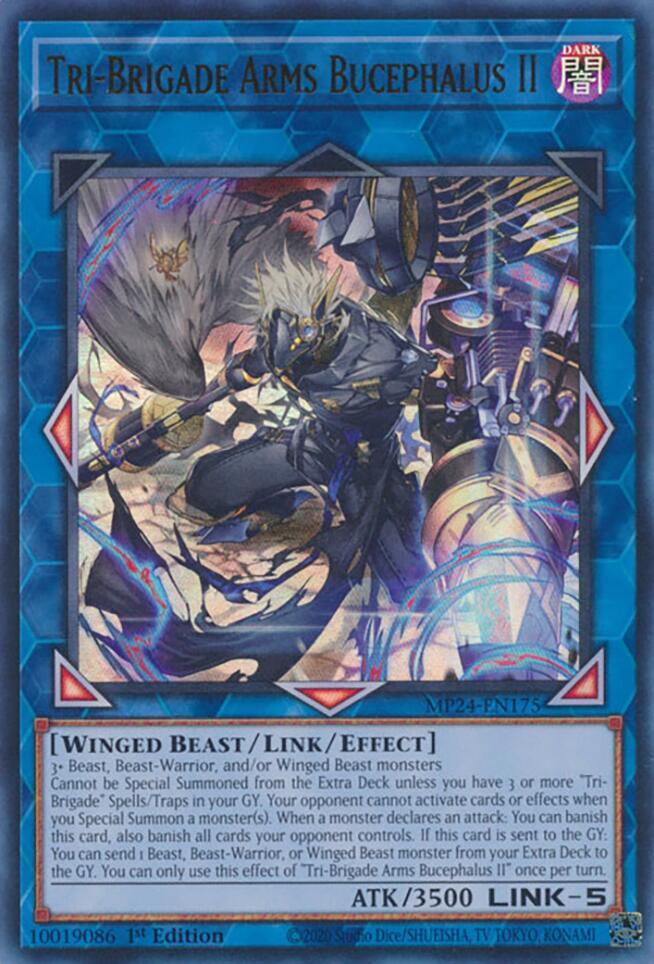 TRI-BRIGADE ARMS BUCEPHALUS II
DARK
闇
MP24-EN175
[WINGED BEAST/LINK/EFFECT]
3+ Beast, Beast-Warrior, and/or Winged Beast monsters
Cannot be Special Summoned from the Extra Deck unless you have 3 or more "Tri-
Brigade" Spells/Traps in your GY. Your opponent cannot activate cards or effects when
you Special Summon a monster(s). When a monster declares an attack: You can banish
this card, also banish all cards your opponent controls. If this card is sent to the GY:
You can send 1 Beast, Beast-Warrior, or Winged Beast monster from your Extra Deck to
the GY. You can only use this effect of "Tri-Brigade Arms Bucephalus II" once per turn.
ATK/3500 LINK-5
10019086 1st Edition ©2020 Studio Dice/SHUEISHA, TV TOKYO, KONAMI